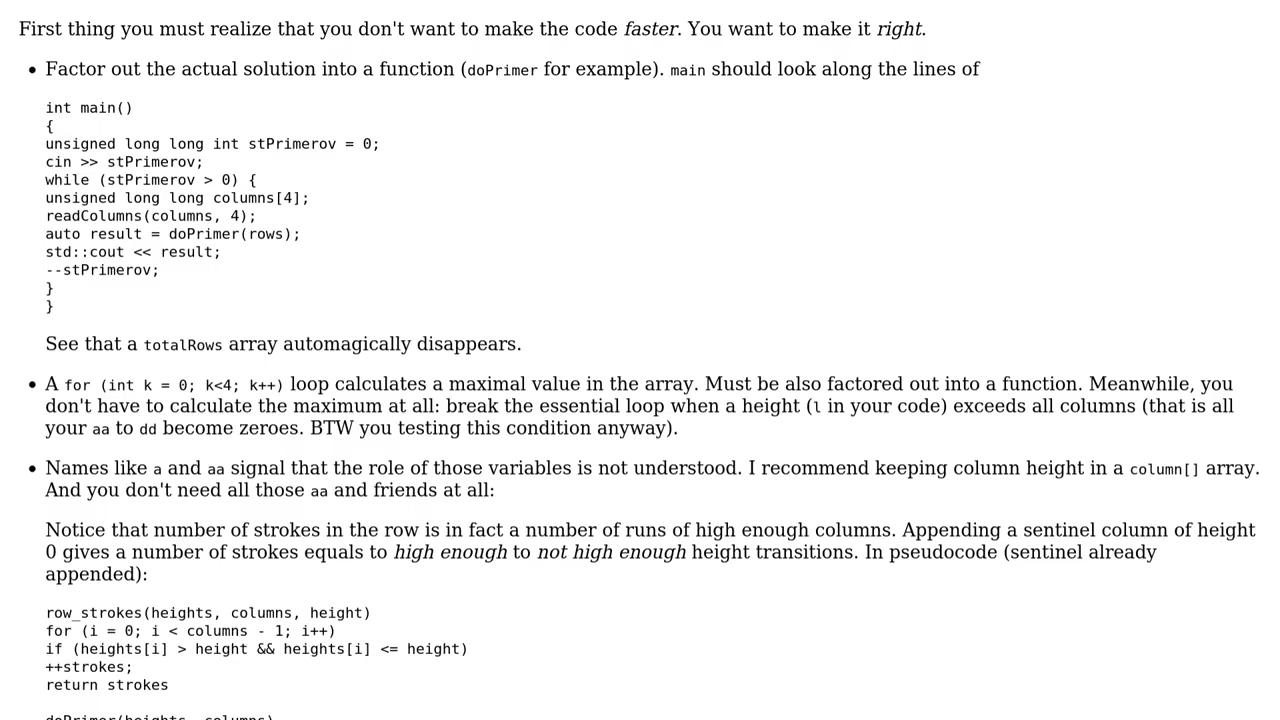 First thing you must realize that you don't want to make the code faster. You want to make it right.
• Factor out the actual solution into a function (doPrimer for example). main should look along the lines of
int main()
{
unsigned long long int stPrimerov = 0;
cin >> stPrimerov;
while (stPrimerov > 0) {
unsigned long long columns[4];
readColumns(columns, 4);
auto result = doPrimer(rows);
std::cout << result;
--stPrimerov;
}
}
See that a totalRows array automagically disappears.
• A for (int k = 0; k<4; k++) loop calculates a maximal value in the array. Must be also factored out into a function. Meanwhile, you
don't have to calculate the maximum at all: break the essential loop when a height (l in your code) exceeds all columns (that is all
your aa to dd become zeroes. BTW you testing this condition anyway).
• Names like a and aa signal that the role of those variables is not understood. I recommend keeping column height in a column[] array.
And you don't need all those aa and friends at all:
Notice that number of strokes in the row is in fact a number of runs of high enough columns. Appending a sentinel column of height
0 gives a number of strokes equals to high enough to not high enough height transitions. In pseudocode (sentinel already
appended):
row_strokes(heights, columns, height)
for (i = 0; i < columns - 1; i++)
if (heights[i] > height && heights[i] <= height)
++strokes;
return strokes
doPrimer(heights, columns)